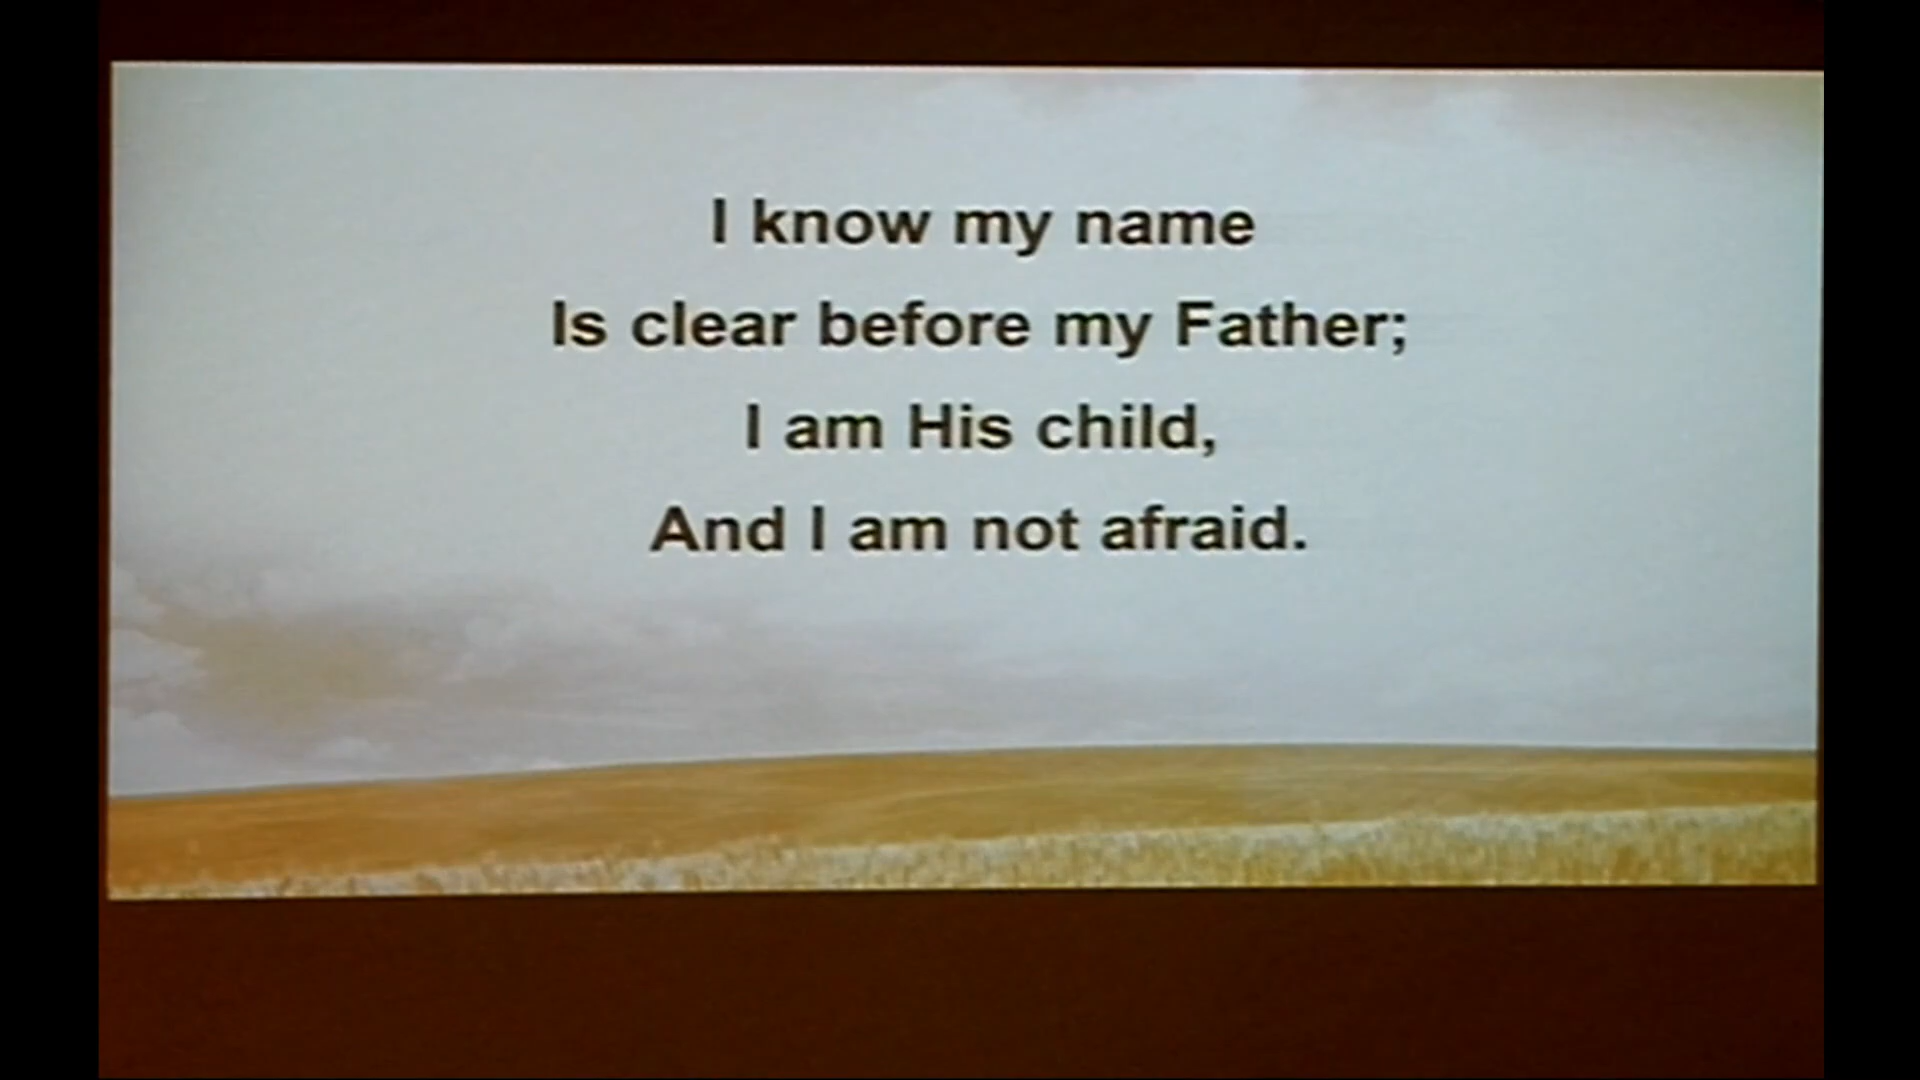 I know my name
Is clear before my Father;
I am His child,
And I am not afraid.